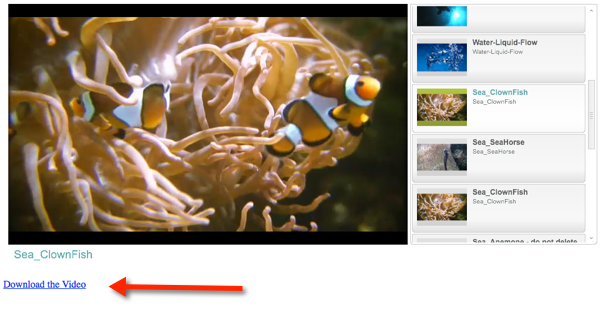 Water-Liquid-Flow
Water-Liquid-Flow
Sea_ClownFish
Sea_ClownFish
Sea_SeaHorse
Sea_SeaHorse
Sea_ClownFish
Sea_ClownFish
Sea_Anemone - do not delete
Sea_ClownFish
Download the Video